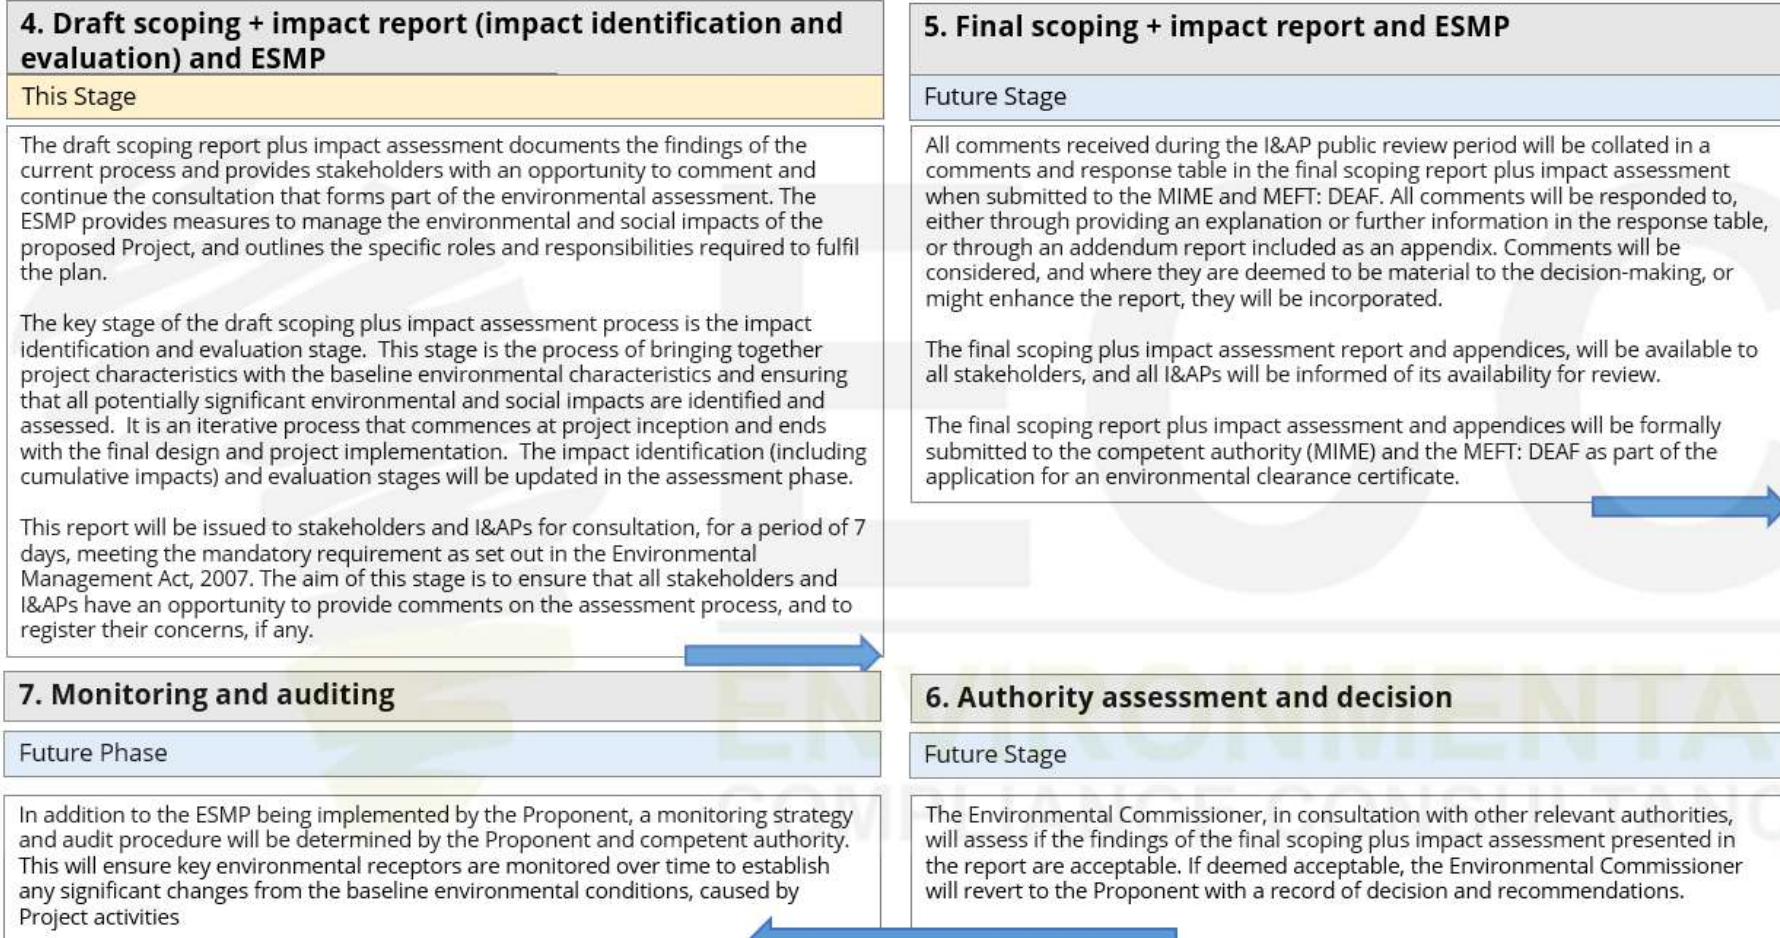 4. Draft scoping + impact report (impact identification and
evaluation) and ESMP
This Stage
The draft scoping report plus impact assessment documents the findings of the
current process and provides stakeholders with an opportunity to comment and
continue the consultation that forms part of the environmental assessment. The
ESMP provides measures to manage the environmental and social impacts of the
proposed Project, and outlines the specific roles and responsibilities required to fulfil
the plan.
The key stage of the draft scoping plus impact assessment process is the impact
identification and evaluation stage. This stage is the process of bringing together
project characteristics with the baseline environmental characteristics and ensuring
that all potentially significant environmental and social impacts are identified and
assessed. It is an iterative process that commences at project inception and ends
with the final design and project implementation. The impact identification (including
cumulative impacts) and evaluation stages will be updated in the assessment phase.
This report will be issued to stakeholders and I&APs for consultation, for a period of 7
days, meeting the mandatory requirement as set out in the Environmental
Management Act, 2007. The aim of this stage is to ensure that all stakeholders and
I&APs have an opportunity to provide comments on the assessment process, and to
register their concerns, if any.
5. Final scoping + impact report and ESMP
Future Stage
All comments received during the I&AP public review period will be collated in a
comments and response table in the final scoping report plus impact assessment
when submitted to the MIME and MEFT: DEAF. All comments will be responded to,
either through providing an explanation or further information in the response table,
or through an addendum report included as an appendix. Comments will be
considered, and where they are deemed to be material to the decision-making, or
might enhance the report, they will be incorporated.
The final scoping plus impact assessment report and appendices, will be available to
all stakeholders, and all I&APs will be informed of its availability for review.
The final scoping report plus impact assessment and appendices will be formally
submitted to the competent authority (MIME) and the MEFT: DEAF as part of the
application for an environmental clearance certificate.
7. Monitoring and auditing
Future Phase
In addition to the ESMP being implemented by the Proponent, a monitoring strategy
and audit procedure will be determined by the Proponent and competent authority.
This will ensure key environmental receptors are monitored over time to establish
any significant changes from the baseline environmental conditions, caused by
Project activities
6. Authority assessment and decision
Future Stage
The Environmental Commissioner, in consultation with other relevant authorities,
will assess if the findings of the final scoping plus impact assessment presented in
the report are acceptable. If deemed acceptable, the Environmental Commissioner
will revert to the Proponent with a record of decision and recommendations.
ECC
ENVIRONMENTA
COMPLIANCE CONSULTANC